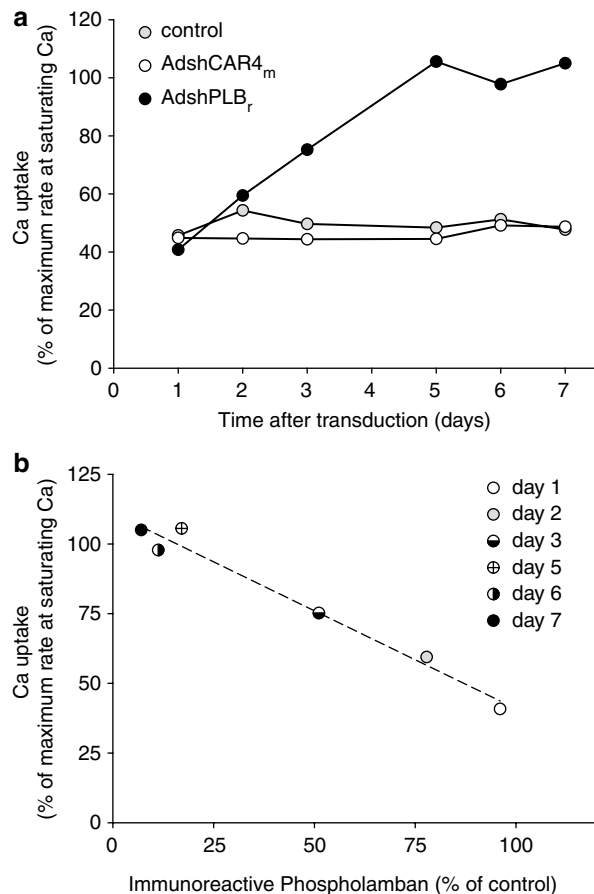 a
control
AdshCAR4m
AdshPLBr
Ca uptake
(% of maximum rate at saturating Ca)
120
100
80
60
40
20
0
0 1 2 3 4 5 6 7
Time after transduction (days)
b
day 1
day 2
day 3
day 5
day 6
day 7
Ca uptake
(% of maximum rate at saturating Ca)
125
100
75
50
25
0
0 25 50 75 100
Immunoreactive Phospholamban (% of control)